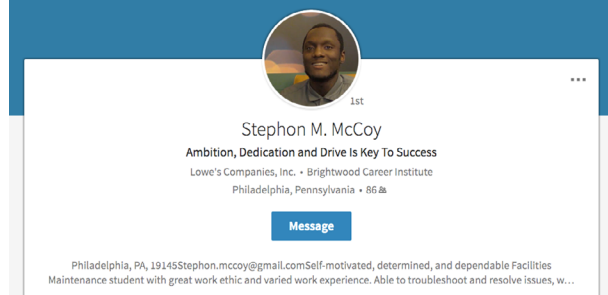 1st
Stephon M. McCoy
Ambition, Dedication and Drive Is Key To Success
Lowe's Companies, Inc. • Brightwood Career Institute
Philadelphia, Pennsylvania • 86
Message
Philadelphia, PA, 19145Stephon.mccoy@gmail.comSelf-motivated, determined, and dependable Facilities
Maintenance student with great work ethic and varied work experience. Able to troubleshoot and resolve issues, w…